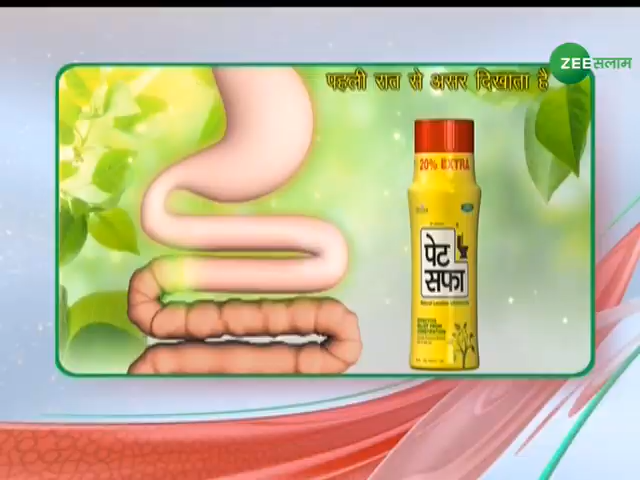 ZEE सलाम
पहली रात से असर दिखाता है
20% EXTRA
पेट
सफा